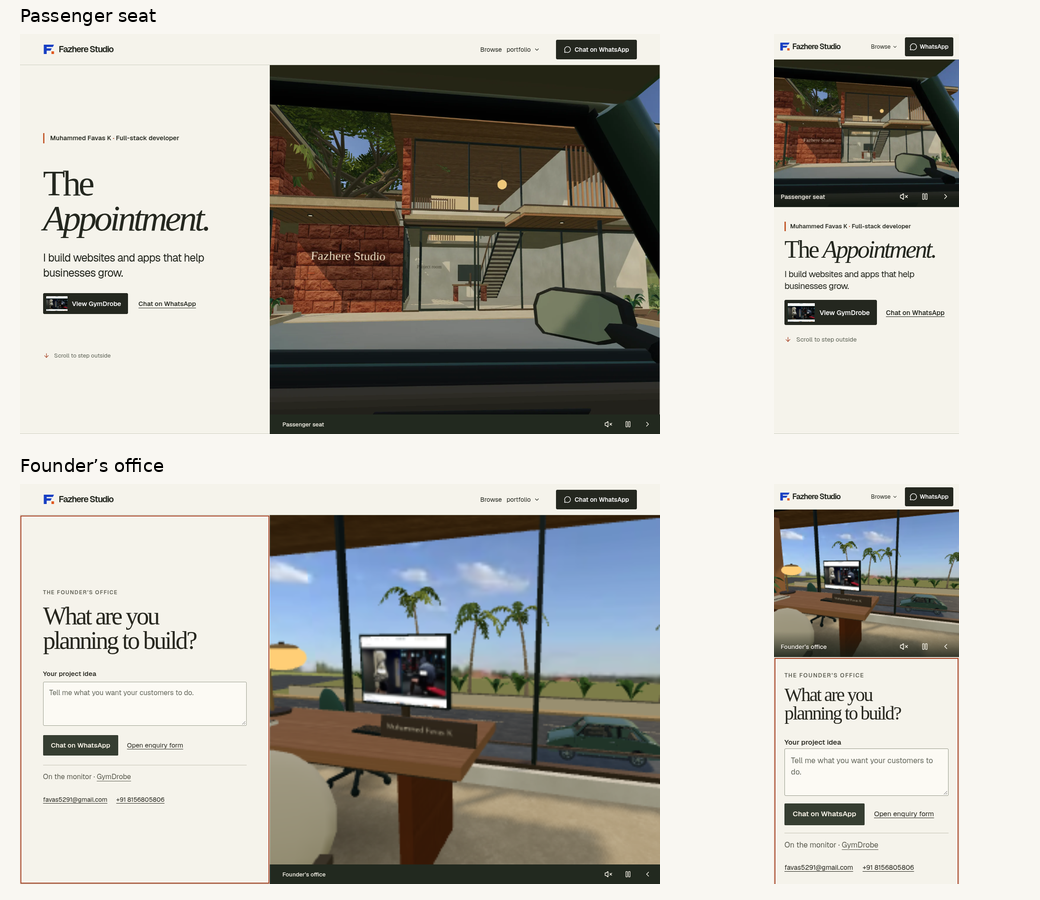 Passenger seat
Fazhere Studio
Browse portfolio
Chat on WhatsApp
Muhammed Favas K · Full-stack developer
The
Appointment.
I build websites and apps that help
businesses grow.
View GymDrobe
Chat on WhatsApp
Scroll to step outside
Fazhere Studio
Passenger seat
Fazhere Studio
Browse
WhatsApp
Fazhere Studio
Passenger seat
Muhammed Favas K · Full-stack developer
The Appointment.
I build websites and apps that help
businesses grow.
View GymDrobe
Chat on WhatsApp
Scroll to step outside
Founder’s office
Fazhere Studio
Browse portfolio
Chat on WhatsApp
THE FOUNDER'S OFFICE
What are you
planning to build?
Your project idea
Tell me what you want your customers to do.
Chat on WhatsApp
Open enquiry form
On the monitor · GymDrobe
favas5291@gmail.com
+91 8156805806
Muhammed Favas K
Founder's office
Fazhere Studio
Browse
WhatsApp
Founder's office
THE FOUNDER'S OFFICE
What are you
planning to build?
Your project idea
Tell me what you want your customers to
do.
Chat on WhatsApp
Open enquiry form
On the monitor · GymDrobe
favas5291@gmail.com
+91 8156805806